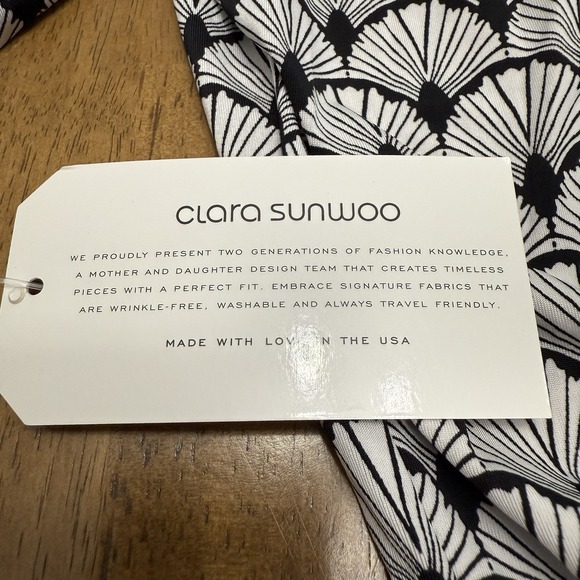 clara sunwoo
WE PROUDLY PRESENT TWO GENERATIONS OF FASHION KNOWLEDGE,
A MOTHER AND DAUGHTER DESIGN TEAM THAT CREATES TIMELESS
PIECES WITH A PERFECT FIT. EMBRACE SIGNATURE FABRICS THAT
ARE WRINKLE-FREE, WASHABLE AND ALWAYS TRAVEL FRIENDLY.
MADE WITH LOVE IN THE USA